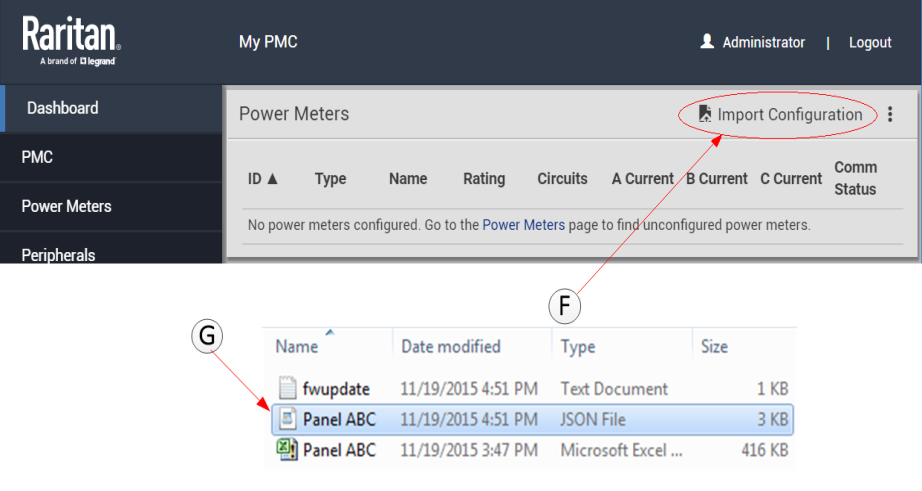 Raritan.
A brand of legrand
My PMC
Administrator | Logout
Dashboard
PMC
Power Meters
Peripherals
Power Meters
Import Configuration
ID ▲ Type Name Rating Circuits A Current B Current C Current Comm Status
No power meters configured. Go to the Power Meters page to find unconfigured power meters.
F
G
Name Date modified Type Size
fwupdate 11/19/2015 4:51 PM Text Document 1 KB
Panel ABC 11/19/2015 4:51 PM JSON File 3 KB
Panel ABC 11/19/2015 3:47 PM Microsoft Excel ... 416 KB